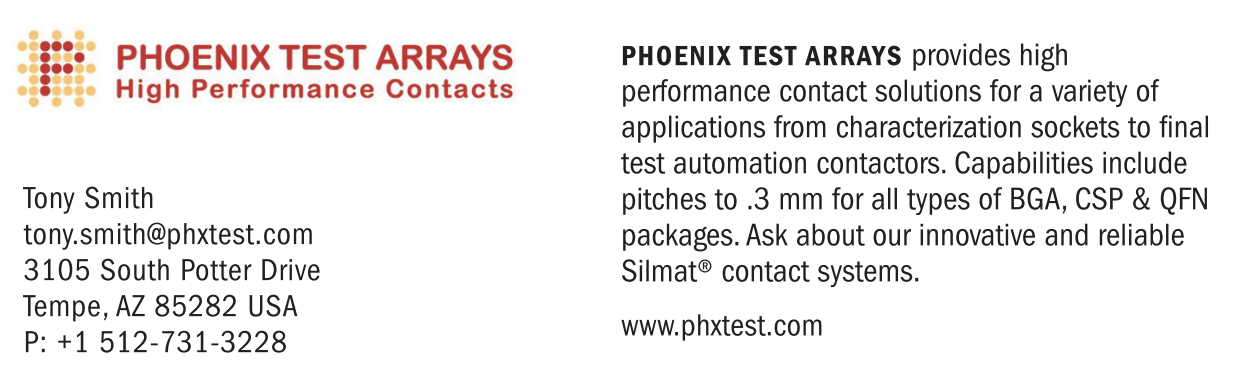 PHOENIX TEST ARRAYS
High Performance Contacts
Tony Smith
tony.smith@phxtest.com
3105 South Potter Drive
Tempe, AZ 85282 USA
P: +1 512-731-3228
PHOENIX TEST ARRAYS provides high
performance contact solutions for a variety of
applications from characterization sockets to final
test automation contactors. Capabilities include
pitches to .3 mm for all types of BGA, CSP & QFN
packages. Ask about our innovative and reliable
Silmat® contact systems.
www.phxtest.com